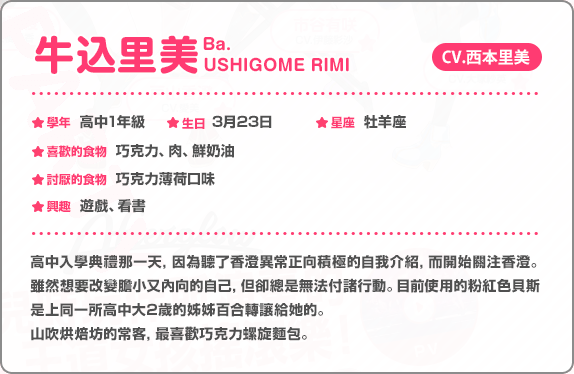 牛込里美 Ba. USHIGOME RIMI CV.西本里美
★學年 高中1年級 ★生日 3月23日 ★星座 牡羊座
★喜歡的食物 巧克力、肉、鮮奶油
★討厭的食物 巧克力薄荷口味
★興趣 遊戲、看書
高中入學典禮那一天，因為聽了香澄異常正向積極的自我介紹，而開始關注香澄。
雖然想要改變膽小又內向的自己，但卻總是無法付諸行動。目前使用的粉紅色貝斯
是上同一所高中大2歲的姊姊百合轉讓給她的。
山吹烘焙坊的常客，最喜歡巧克力螺旋麵包。